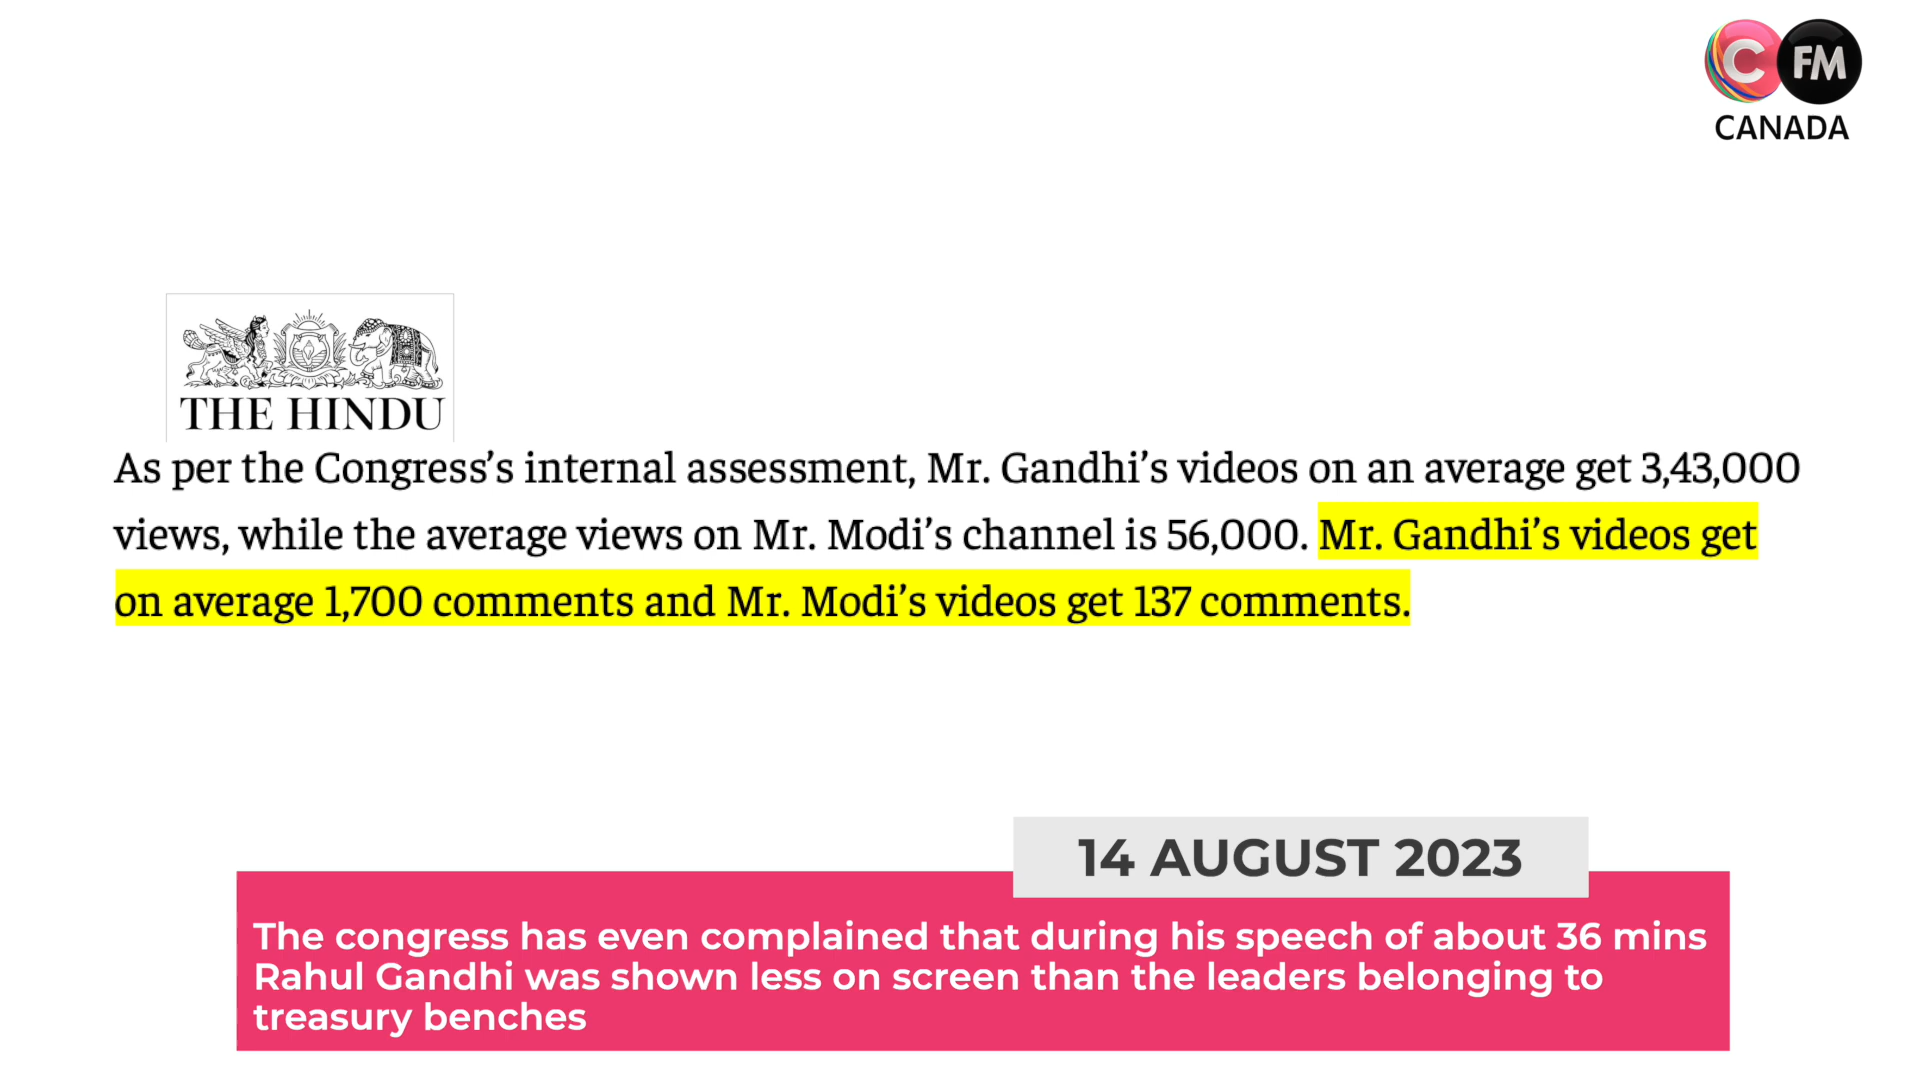 C FM
CANADA
THE HINDU
As per the Congress’s internal assessment, Mr. Gandhi’s videos on an average get 3,43,000
views, while the average views on Mr. Modi’s channel is 56,000. Mr. Gandhi’s videos get
on average 1,700 comments and Mr. Modi’s videos get 137 comments.
14 AUGUST 2023
The congress has even complained that during his speech of about 36 mins
Rahul Gandhi was shown less on screen than the leaders belonging to
treasury benches